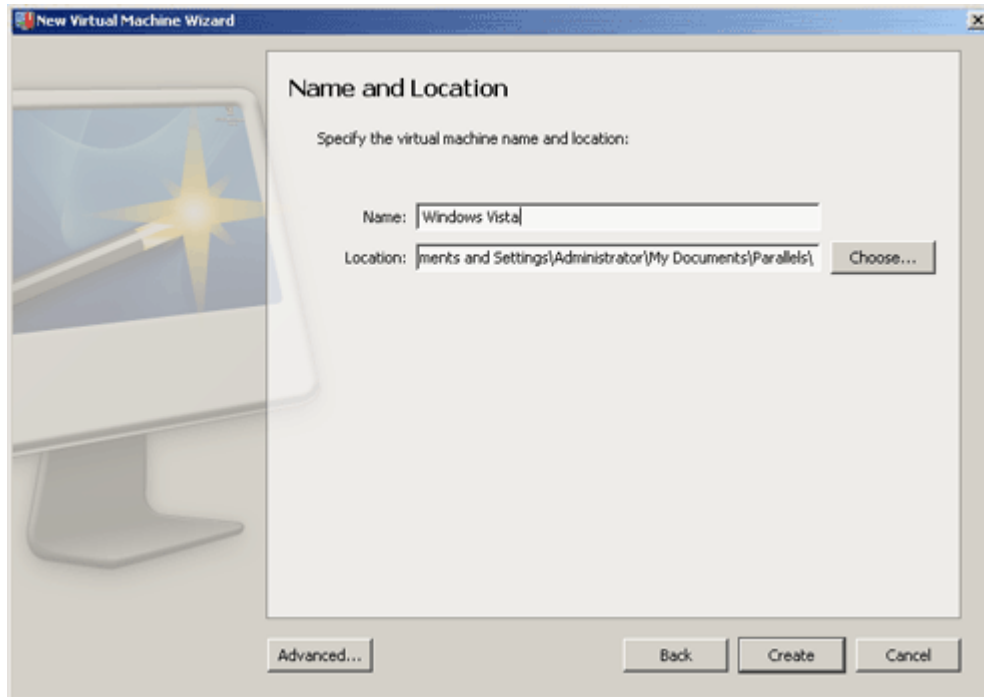 New Virtual Machine Wizard
Name and Location
Specify the virtual machine name and location:
Name: Windows Vista
Location: ments and Settings\Administrator\My Documents\Parallels\ Choose...
Advanced... Back Create Cancel